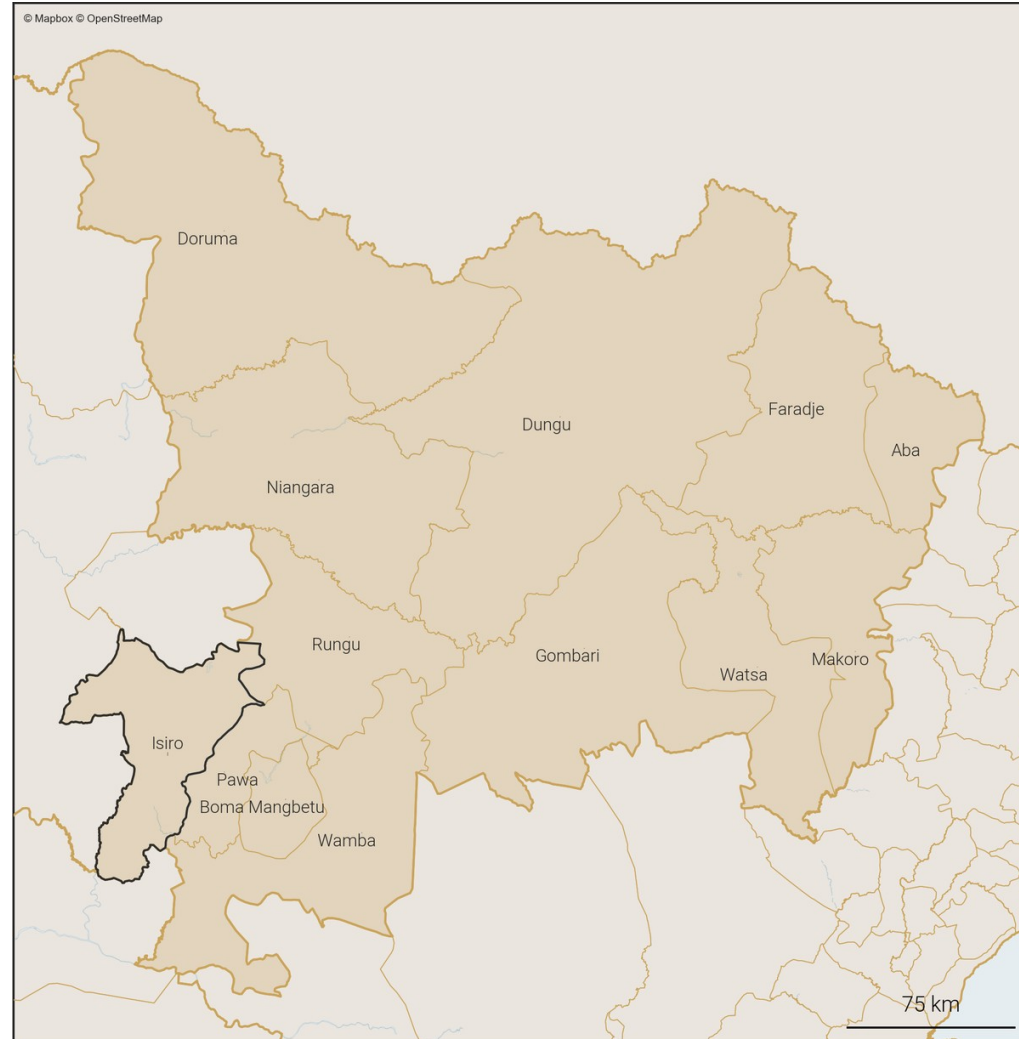 © Mapbox © OpenStreetMap
Doruma
Faradje
Dungu
Aba
Niangara
Rungu
Gombari
Makoro
Watsa
Isiro
Pawa
Boma Mangbetu
Wamba
75 km